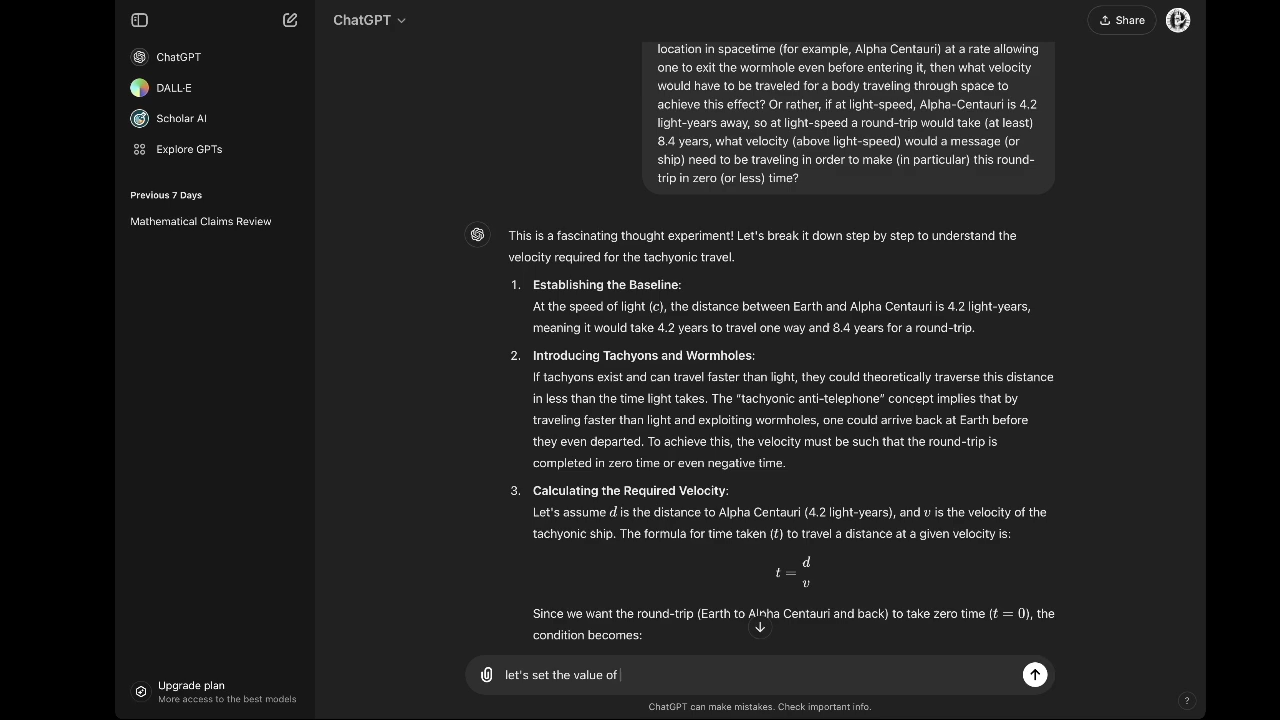 ChatGPT
Share
ChatGPT
DALL·E
Scholar AI
Explore GPTs
Previous 7 Days
Mathematical Claims Review
Upgrade plan
More access to the best models
location in spacetime (for example, Alpha Centauri) at a rate allowing
one to exit the wormhole even before entering it, then what velocity
would have to be traveled for a body traveling through space to
achieve this effect? Or rather, if at light-speed, Alpha-Centauri is 4.2
light-years away, so at light-speed a round-trip would take (at least)
8.4 years, what velocity (above light-speed) would a message (or
ship) need to be traveling in order to make (in particular) this round-
trip in zero (or less) time?
This is a fascinating thought experiment! Let's break it down step by step to understand the
velocity required for the tachyonic travel.
1. Establishing the Baseline:
At the speed of light (c), the distance between Earth and Alpha Centauri is 4.2 light-years,
meaning it would take 4.2 years to travel one way and 8.4 years for a round-trip.
2. Introducing Tachyons and Wormholes:
If tachyons exist and can travel faster than light, they could theoretically traverse this distance
in less than the time light takes. The “tachyonic anti-telephone” concept implies that by
traveling faster than light and exploiting wormholes, one could arrive back at Earth before
they even departed. To achieve this, the velocity must be such that the round-trip is
completed in zero time or even negative time.
3. Calculating the Required Velocity:
Let's assume d is the distance to Alpha Centauri (4.2 light-years), and v is the velocity of the
tachyonic ship. The formula for time taken (t) to travel a distance at a given velocity is:
t = d/v
Since we want the round-trip (Earth to Alpha Centauri and back) to take zero time (t = 0), the
condition becomes:
let's set the value of
ChatGPT can make mistakes. Check important info.
?